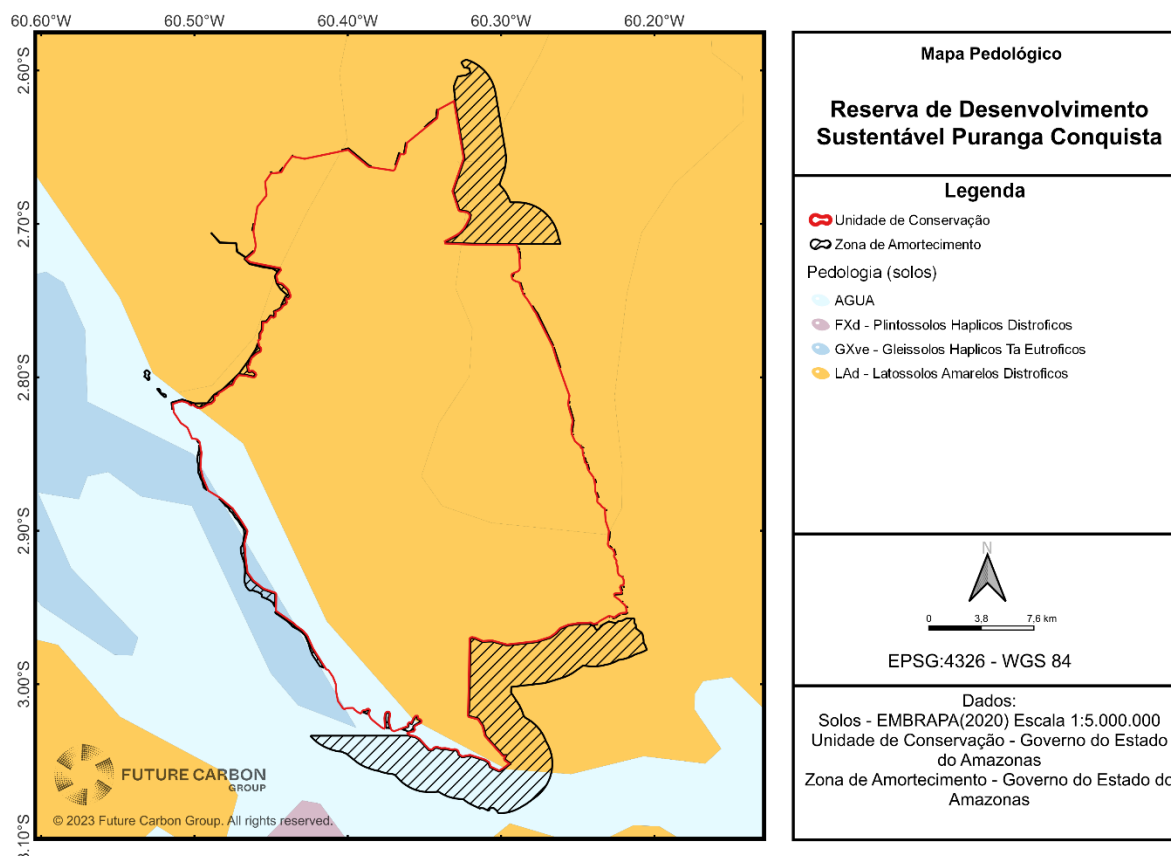 60.60°W 60.50°W 60.40°W 60.30°W 60.20°W
2.60°S
2.70°S
2.80°S
2.90°S
3.00°S
3.10°S
FUTURE CARBON
GROUP
© 2023 Future Carbon Group. All rights reserved.
Mapa Pedológico
Reserva de Desenvolvimento
Sustentável Puranga Conquista
Legenda
Unidade de Conservação
Zona de Amortecimento
Pedologia (solos)
AGUA
FXd - Plintossolos Haplicos Distroficos
GXve - Gleissolos Haplicos Ta Eutroficos
LAd - Latossolos Amarelos Distroficos
N
0 3,8 7,6 km
EPSG:4326 - WGS 84
Dados:
Solos - EMBRAPA(2020) Escala 1:5.000.000
Unidade de Conservação - Governo do Estado
do Amazonas
Zona de Amortecimento - Governo do Estado do
Amazonas